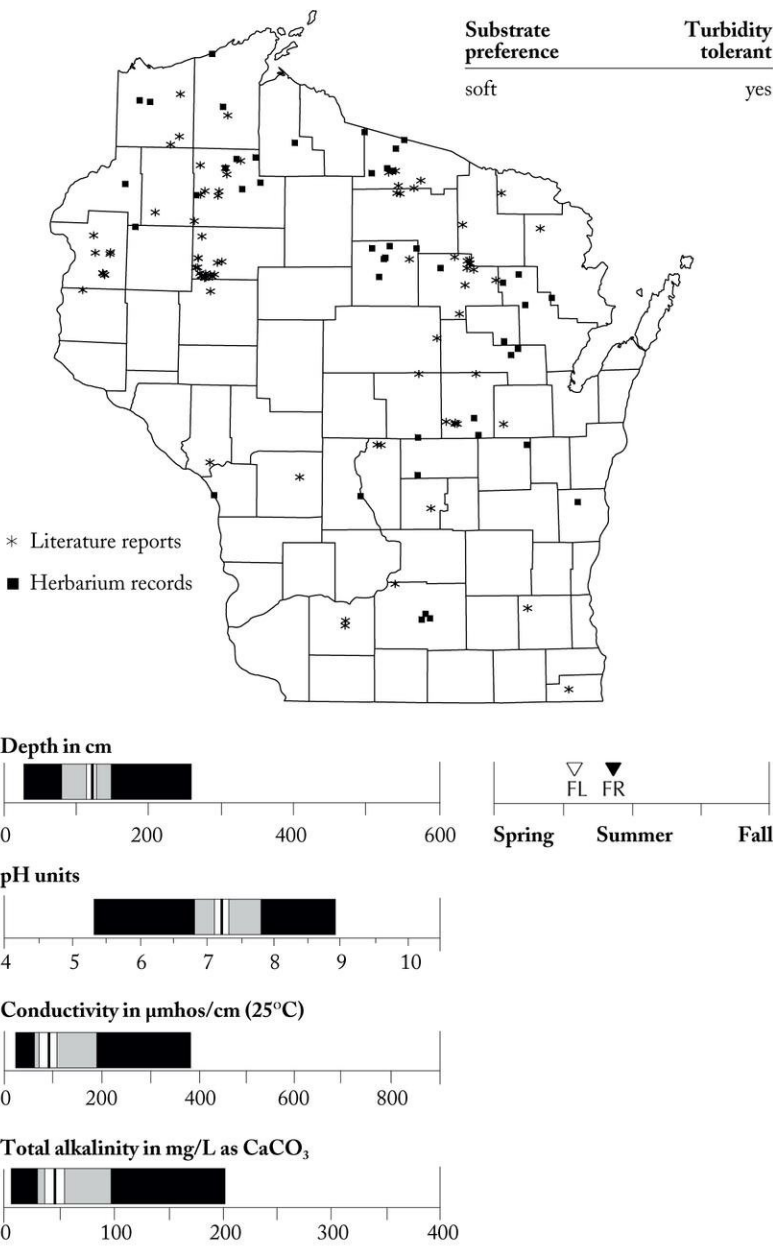 Substrate preference
Turbidity tolerant
soft
yes
* Literature reports
■ Herbarium records
Depth in cm
0 200 400 600
FL FR
Spring Summer Fall
pH units
4 5 6 7 8 9 10
Conductivity in µmhos/cm (25°C)
0 200 400 600 800
Total alkalinity in mg/L as CaCO₃
0 100 200 300 400